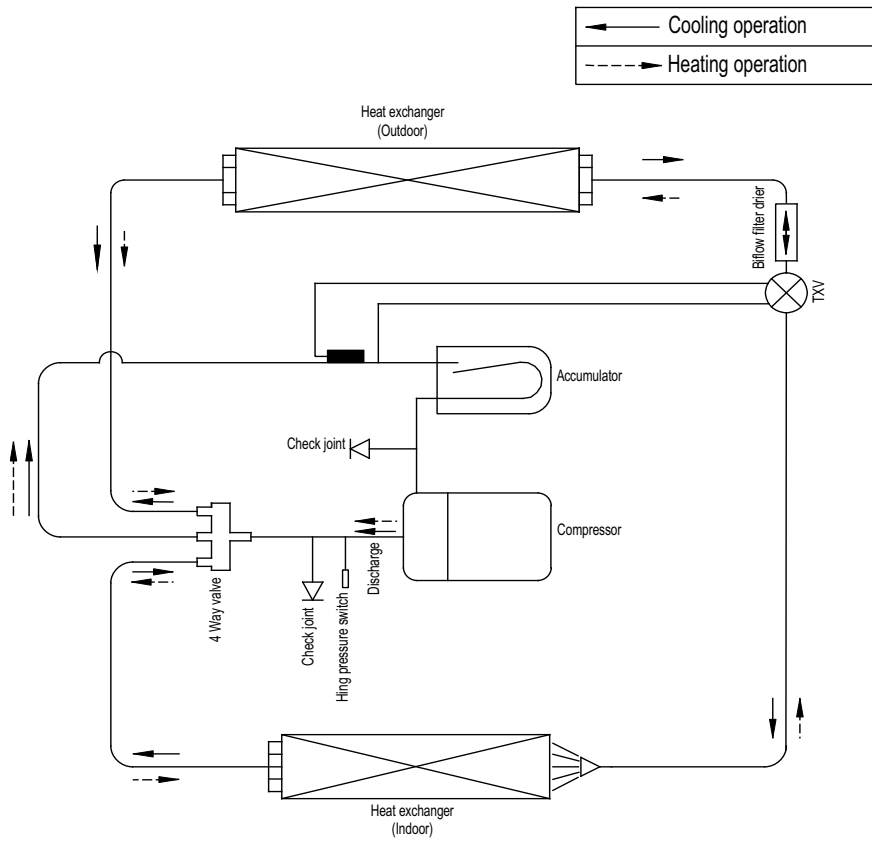 Cooling operation
Heating operation
Heat exchanger
(Outdoor)
Biflow filter drier
TXV
Accumulator
Check joint
Compressor
Discharge
4 Way valve
Check joint
Hing pressure switch
Heat exchanger
(Indoor)